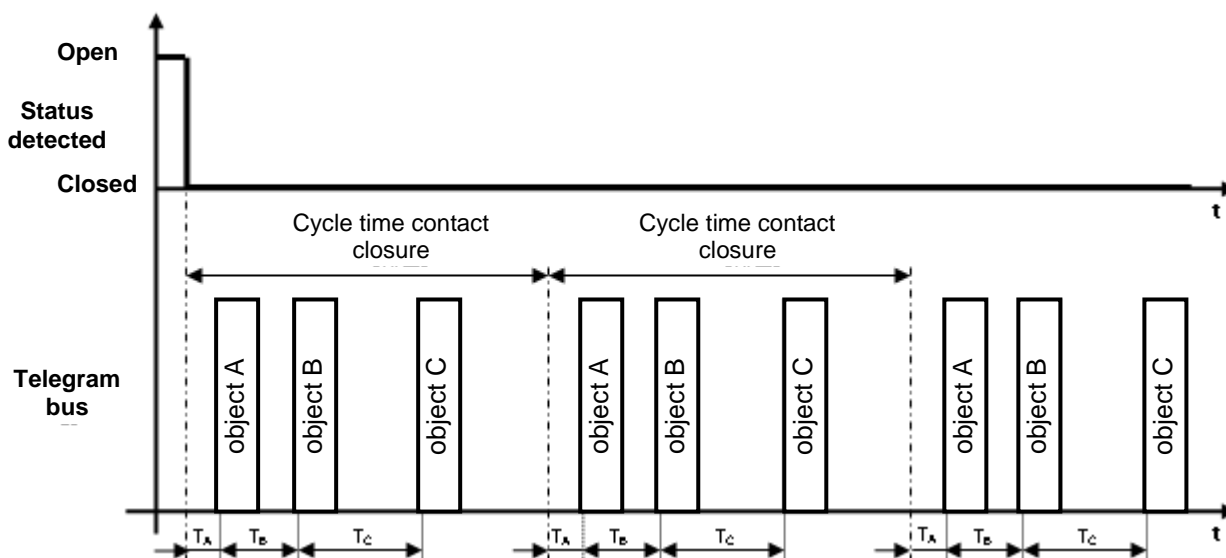 Open
Status
detected
Closed
t
Cycle time contact
closure
Cycle time contact
closure
Telegram
bus
object A
object B
object C
object A
object B
object C
object A
object B
object C
t
TA TB TC TA TB TC TA TB TC